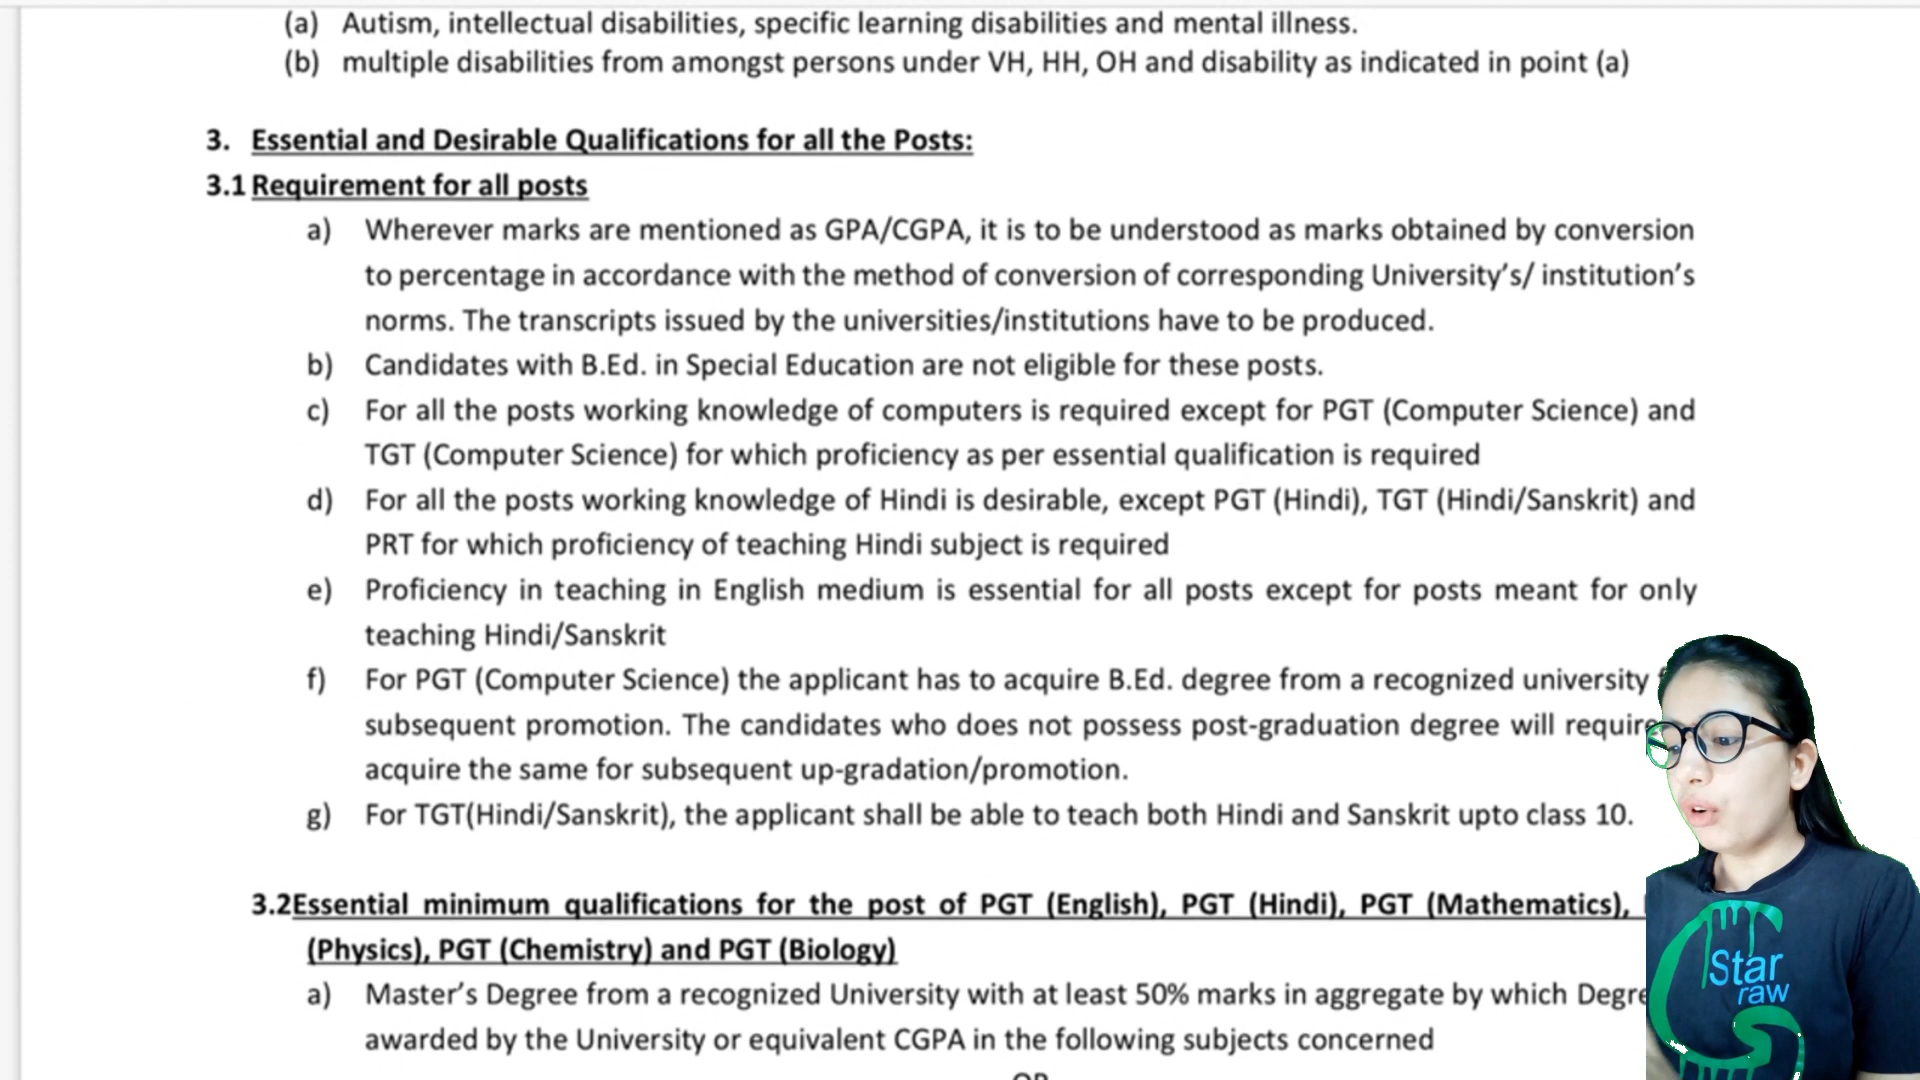 (a) Autism, intellectual disabilities, specific learning disabilities and mental illness.
(b) multiple disabilities from amongst persons under VH, HH, OH and disability as indicated in point (a)
3. Essential and Desirable Qualifications for all the Posts:
3.1 Requirement for all posts
a) Wherever marks are mentioned as GPA/CGPA, it is to be understood as marks obtained by conversion
to percentage in accordance with the method of conversion of corresponding University's/ institution's
norms. The transcripts issued by the universities/institutions have to be produced.
b) Candidates with B.Ed. in Special Education are not eligible for these posts.
c) For all the posts working knowledge of computers is required except for PGT (Computer Science) and
TGT (Computer Science) for which proficiency as per essential qualification is required
d) For all the posts working knowledge of Hindi is desirable, except PGT (Hindi), TGT (Hindi/Sanskrit) and
PRT for which proficiency of teaching Hindi subject is required
e) Proficiency in teaching in English medium is essential for all posts except for posts meant for only
teaching Hindi/Sanskrit
f) For PGT (Computer Science) the applicant has to acquire B.Ed. degree from a recognized university
subsequent promotion. The candidates who does not possess post-graduation degree will require
acquire the same for subsequent up-gradation/promotion.
g) For TGT(Hindi/Sanskrit), the applicant shall be able to teach both Hindi and Sanskrit upto class 10.
3.2Essential minimum qualifications for the post of PGT (English), PGT (Hindi), PGT (Mathematics),
(Physics), PGT (Chemistry) and PGT (Biology)
a) Master's Degree from a recognized University with at least 50% marks in aggregate by which Degre
awarded by the University or equivalent CGPA in the following subjects concerned
Star
raw